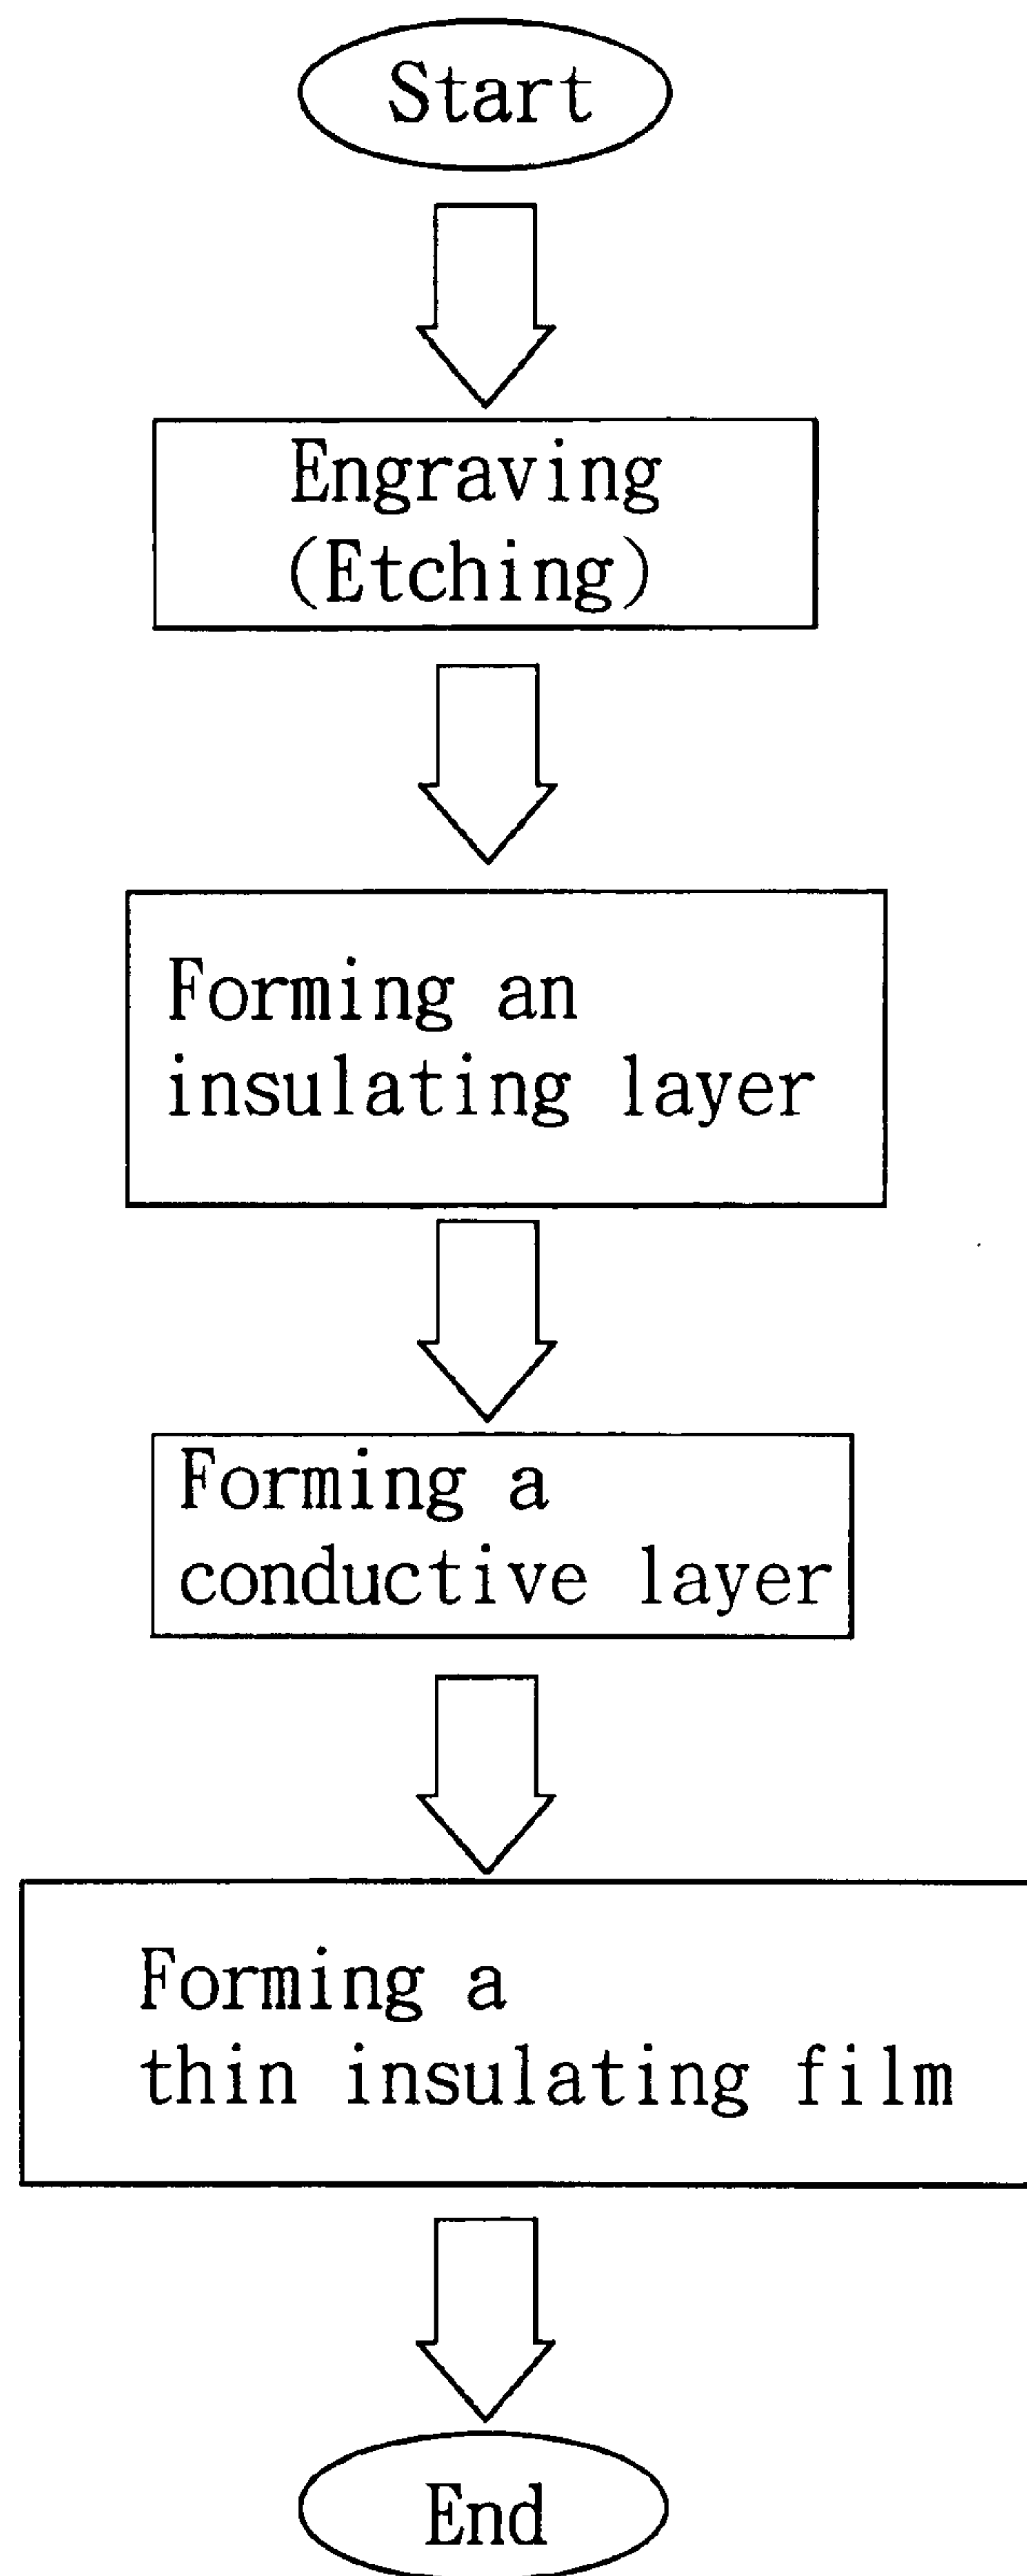 Start
Engraving
(Etching)
Forming an
insulating layer
Forming a
conductive layer
Forming a
thin insulating film
End